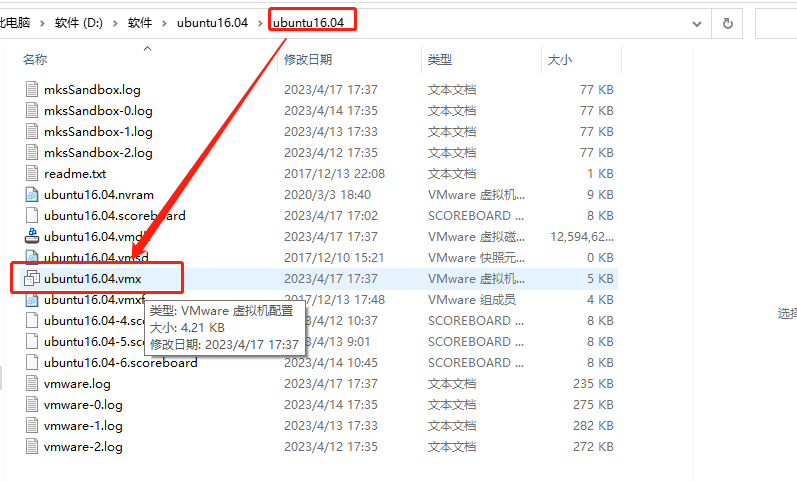 此电脑 > 软件 (D:) > 软件 > ubuntu16.04 > ubuntu16.04
名称 修改日期 类型 大小
mksSandbox.log 2023/4/17 17:37 文本文档 77 KB
mksSandbox-0.log 2023/4/14 17:35 文本文档 77 KB
mksSandbox-1.log 2023/4/13 17:33 文本文档 77 KB
mksSandbox-2.log 2023/4/12 17:35 文本文档 77 KB
readme.txt 2017/12/13 22:08 文本文档 1 KB
ubuntu16.04.nvram 2020/3/3 18:40 VMware 虚拟机... 9 KB
ubuntu16.04.scoreboard 2023/4/17 17:02 SCOREBOARD ... 8 KB
ubuntu16.04.vmdk 2023/4/17 17:37 VMware 虚拟磁... 12,594,62...
ubuntu16.04.vmsd 2017/12/10 15:21 VMware 快照元... 0 KB
ubuntu16.04.vmx 2023/4/17 17:37 VMware 虚拟机... 5 KB
ubuntu16.04.vmxf 2017/12/13 17:48 VMware 组成员 4 KB
类型: VMware 虚拟机配置
大小: 4.21 KB
修改日期: 2023/4/17 17:37
ubuntu16.04-4.sco 2023/4/12 10:37 SCOREBOARD ... 8 KB
ubuntu16.04-5.sco 2023/4/13 9:01 SCOREBOARD ... 8 KB
ubuntu16.04-6.scoreboard 2023/4/14 10:45 SCOREBOARD ... 8 KB
vmware.log 2023/4/17 17:37 文本文档 235 KB
vmware-0.log 2023/4/14 17:35 文本文档 275 KB
vmware-1.log 2023/4/13 17:33 文本文档 282 KB
vmware-2.log 2023/4/12 17:35 文本文档 272 KB
选择